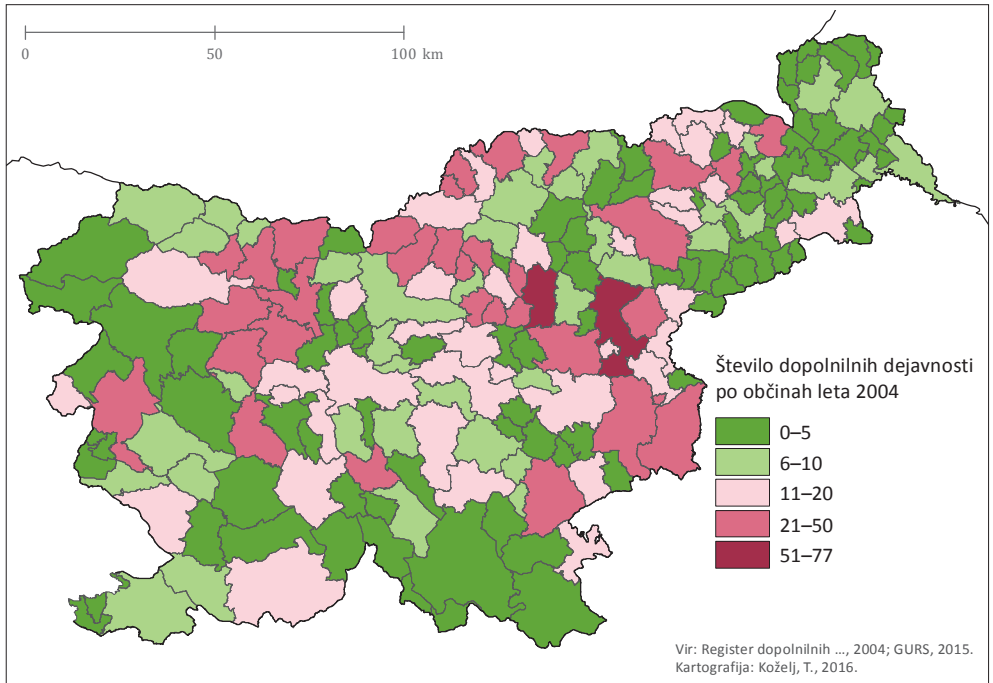 0
50
100 km
Število dopolnilnih dejavnosti
po občinah leta 2004
0–5
6–10
11–20
21–50
51–77
Vir: Register dopolnilnih ..., 2004; GURS, 2015.
Kartografija: Koželj, T., 2016.